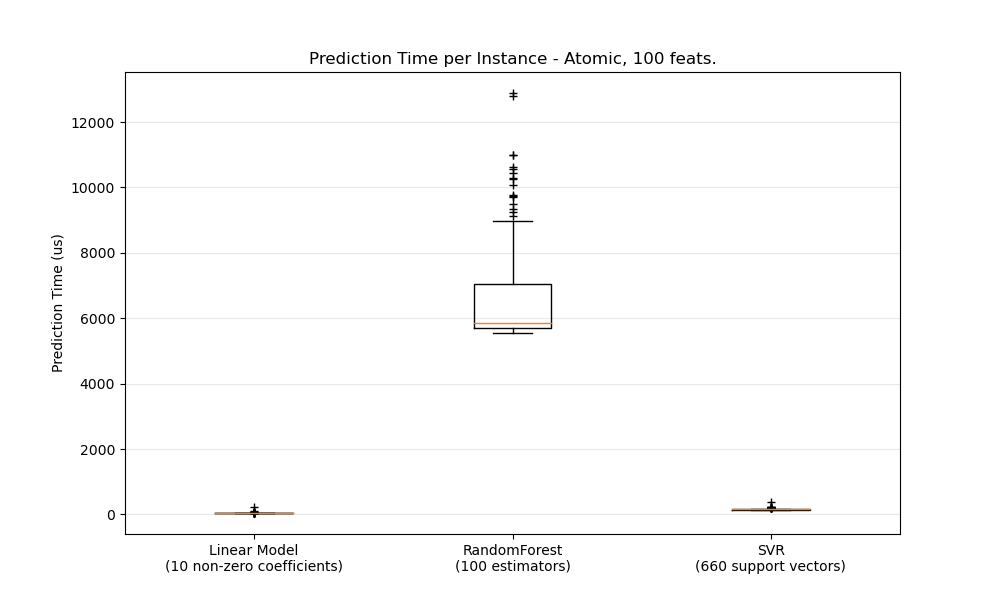 Prediction Time per Instance - Atomic, 100 feats.
Prediction Time (us)
12000
10000
8000
6000
4000
2000
0
Linear Model
(10 non-zero coefficients)
RandomForest
(100 estimators)
SVR
(660 support vectors)